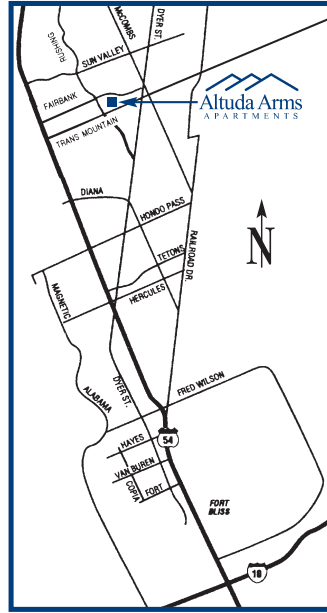 RUSHING
McCOMBS
DYER ST.
SUN VALLEY
FAIRBANK
Altuda Arms
APARTMENTS
TRANS MOUNTAIN
DIANA
HONDO PASS
N
TETONS
RAILROAD DR.
MAGNETIC
HERCULES
ALABAMA
DYER ST.
FRED WILSON
HAYES
54
VAN BUREN
COPIA
FORT
FORT
BLISS
10